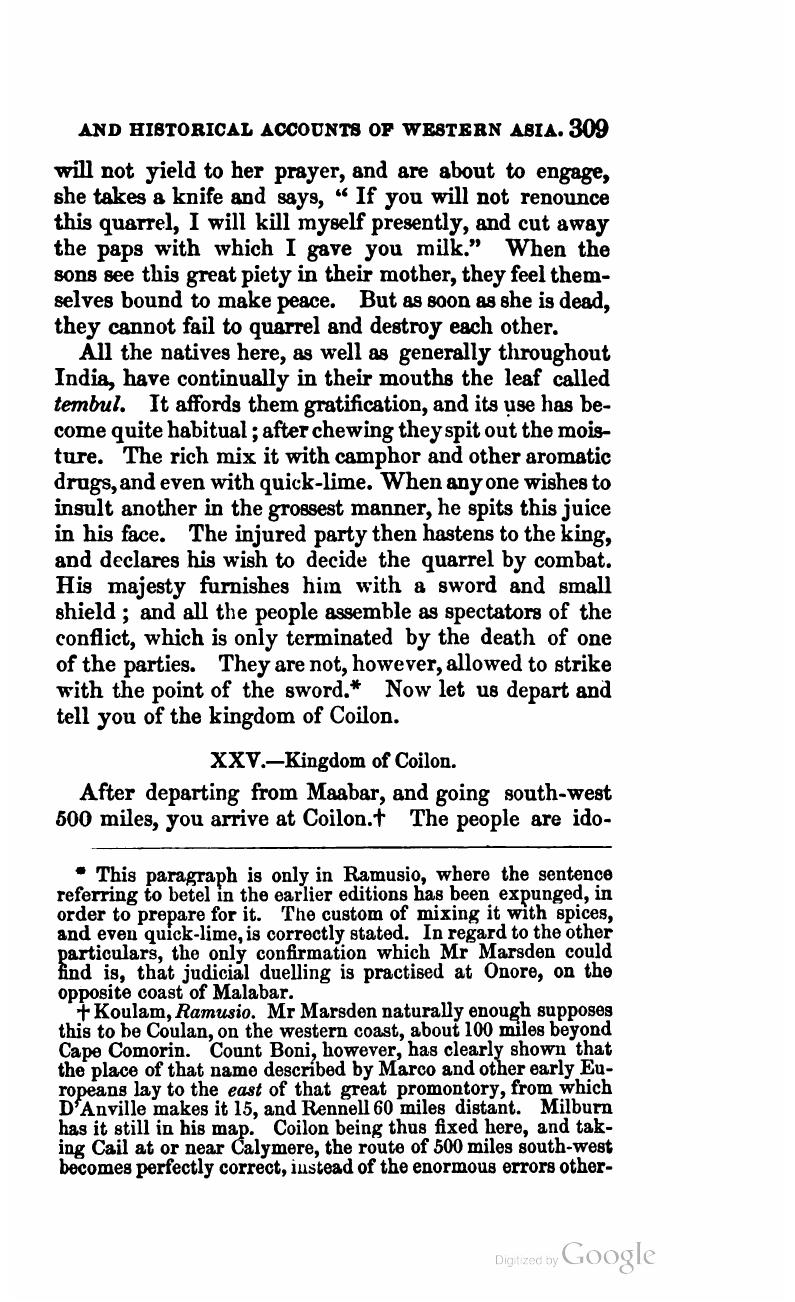 AND HISTORICAL ACCOUNTS OF WESTERN ASIA. 309
will not yield to her prayer, and are about to engage,
she takes a knife and says, “ If you will not renounce
this quarrel, I will kill myself presently, and cut away
the paps with which I gave you milk.” When the
sons see this great piety in their mother, they feel them-
selves bound to make peace. But as soon as she is dead,
they cannot fail to quarrel and destroy each other.
All the natives here, as well as generally throughout
India, have continually in their mouths the leaf called
tembul. It affords them gratification, and its use has be-
come quite habitual ; after chewing they spit out the mois-
ture. The rich mix it with camphor and other aromatic
drugs, and even with quick-lime. When any one wishes to
insult another in the grossest manner, he spits this juice
in his face. The injured party then hastens to the king,
and declares his wish to decide the quarrel by combat.
His majesty furnishes him with a sword and small
shield ; and all the people assemble as spectators of the
conflict, which is only terminated by the death of one
of the parties. They are not, however, allowed to strike
with the point of the sword.* Now let us depart and
tell you of the kingdom of Coilon.
XXV.—Kingdom of Coilon.
After departing from Maabar, and going south-west
500 miles, you arrive at Coilon.† The people are ido-
* This paragraph is only in Ramusio, where the sentence
referring to betel in the earlier editions has been expunged, in
order to prepare for it. The custom of mixing it with spices,
and even quick-lime, is correctly stated. In regard to the other
particulars, the only confirmation which Mr Marsden could
find is, that judicial duelling is practised at Onore, on the
opposite coast of Malabar.
† Koulam, Ramusio. Mr Marsden naturally enough supposes
this to be Coulan, on the western coast, about 100 miles beyond
Cape Comorin. Count Boni, however, has clearly shown that
the place of that name described by Marco and other early Eu-
ropeans lay to the east of that great promontory, from which
D’Anville makes it 15, and Rennell 60 miles distant. Milburn
has it still in his map. Coilon being thus fixed here, and tak-
ing Cail at or near Calymere, the route of 500 miles south-west
becomes perfectly correct, instead of the enormous errors other-
Digitized by Google